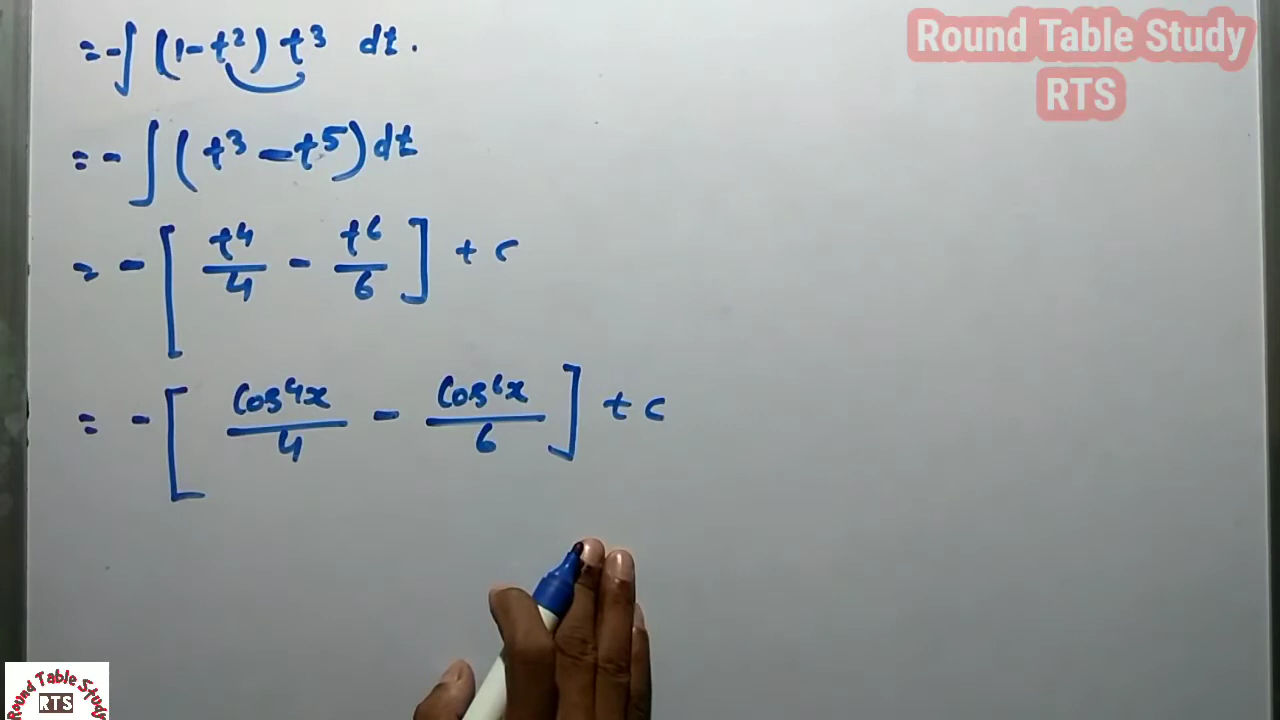 = -∫ (1 - t²) t³ dt.
Round Table Study
RTS
= - ∫ (t³ - t⁵) dt
= - [ t⁴/4 - t⁶/6 ] + c
= - [ cos⁴x/4 - cos⁶x/6 ] + c
Round Table Study
RTS